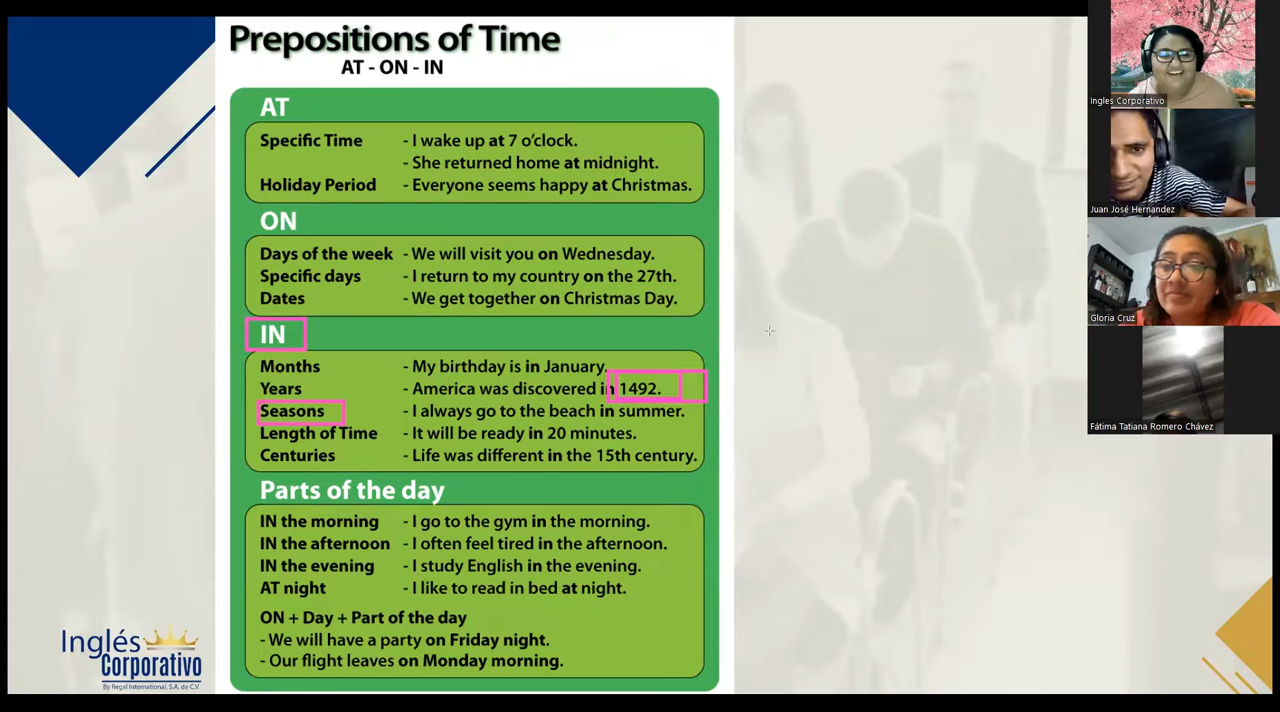 Prepositions of Time
AT - ON - IN
AT
Specific Time - I wake up at 7 o'clock.
- She returned home at midnight.
Holiday Period - Everyone seems happy at Christmas.
ON
Days of the week - We will visit you on Wednesday.
Specific days - I return to my country on the 27th.
Dates - We get together on Christmas Day.
IN
Months - My birthday is in January.
Years - America was discovered in 1492.
Seasons - I always go to the beach in summer.
Length of Time - It will be ready in 20 minutes.
Centuries - Life was different in the 15th century.
Parts of the day
IN the morning - I go to the gym in the morning.
IN the afternoon - I often feel tired in the afternoon.
IN the evening - I study English in the evening.
AT night - I like to read in bed at night.
ON + Day + Part of the day
- We will have a party on Friday night.
- Our flight leaves on Monday morning.
Inglés
Corporativo
By Regal International, S.A. de C.V.
Ingles Corporativo
Juan José Hernandez
Gloria Cruz
Fátima Tatiana Romero Chávez